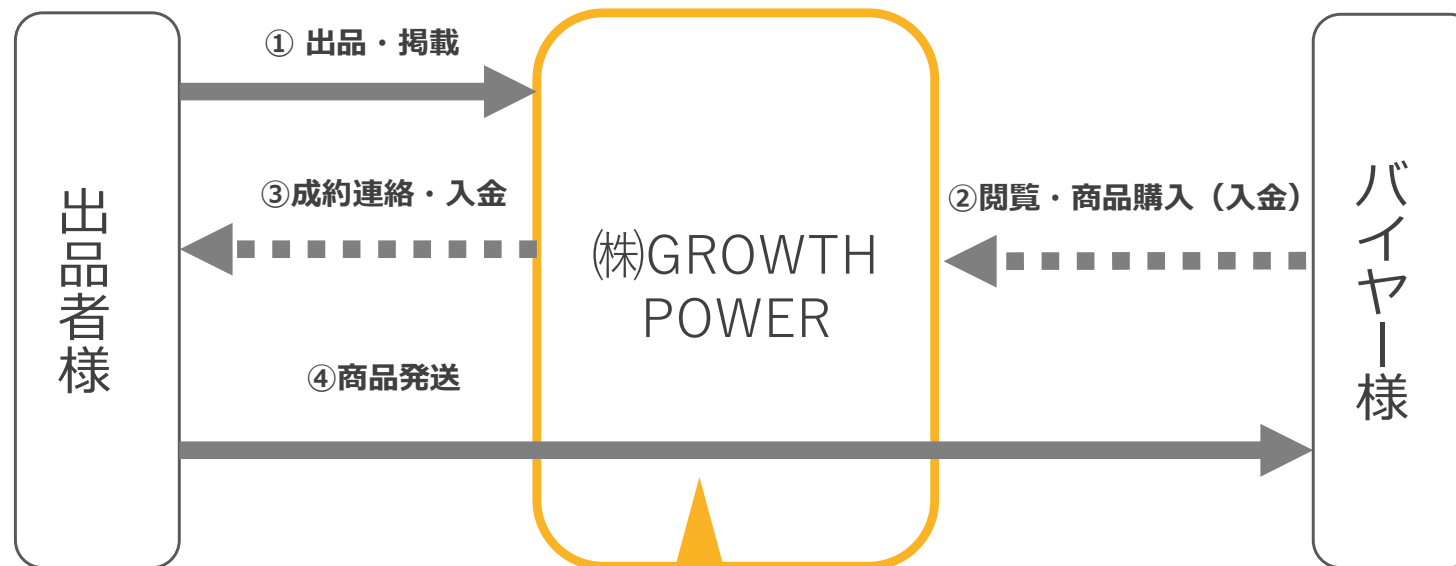 ① 出品・掲載
③成約連絡・入金
②閲覧・商品購入（入金）
出品者様
㈱GROWTH
POWER
バイヤー様
④商品発送